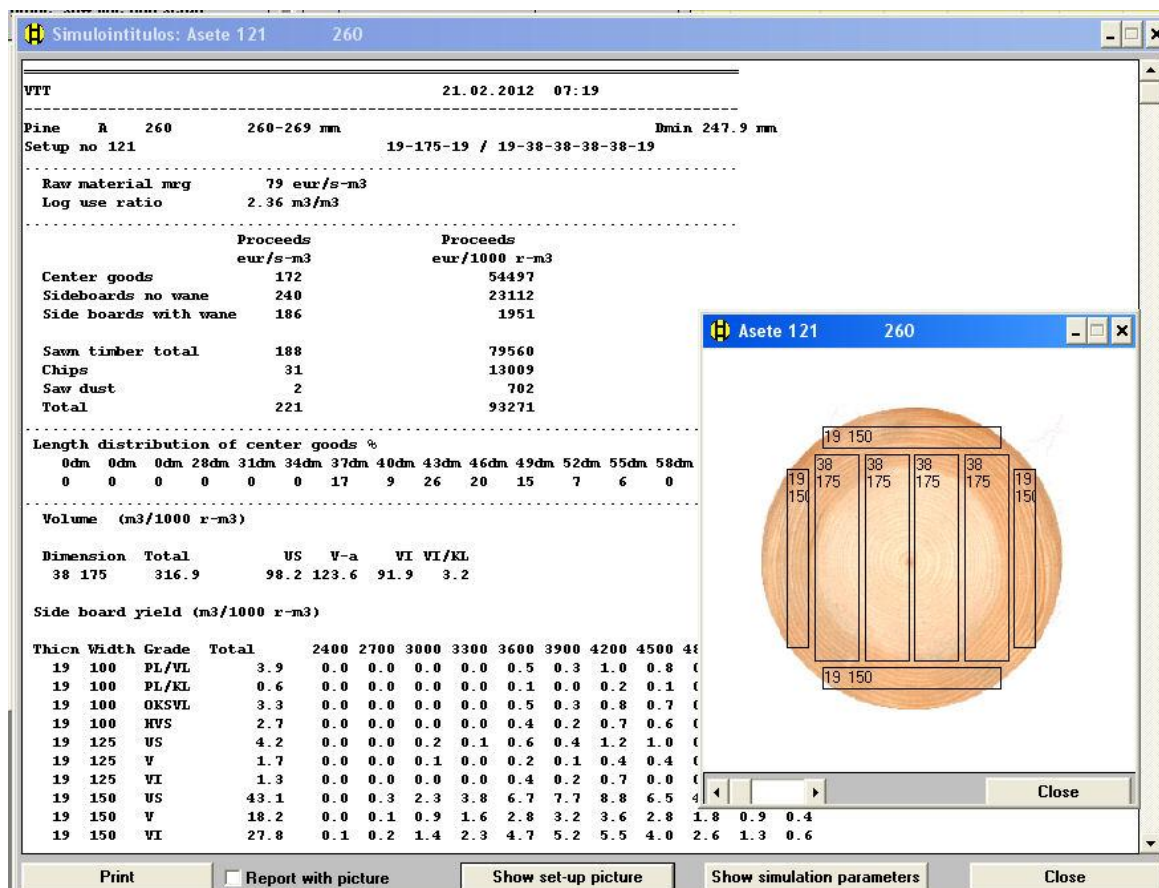 Simulointitulos: Asete 121 260
VTT 21.02.2012 07:19
Pine A 260 260-269 mm Dmin 247.9 mm
Setup no 121 19-175-19 / 19-38-38-38-38-19
Raw material mrg 79 eur/s-m3
Log use ratio 2.36 m3/m3
Proceeds Proceeds
eur/s-m3 eur/1000 r-m3
Center goods 172 54497
Sideboards no wane 240 23112
Side boards with wane 186 1951
Sawn timber total 188 79560
Chips 31 13009
Saw dust 2 702
Total 221 93271
Length distribution of center goods %
0dm 0dm 0dm 28dm 31dm 34dm 37dm 40dm 43dm 46dm 49dm 52dm 55dm 58dm
0 0 0 0 0 0 17 9 26 20 15 7 6 0
Volume (m3/1000 r-m3)
Dimension Total US V-a VI VI/KL
38 175 316.9 98.2 123.6 91.9 3.2
Side board yield (m3/1000 r-m3)
Thicn Width Grade Total 2400 2700 3000 3300 3600 3900 4200 4500
19 100 PL/VL 3.9 0.0 0.0 0.0 0.0 0.5 0.3 1.0 0.8
19 100 PL/KL 0.6 0.0 0.0 0.0 0.0 0.1 0.0 0.2 0.1
19 100 OKSVL 3.3 0.0 0.0 0.0 0.0 0.5 0.3 0.8 0.7
19 100 HVS 2.7 0.0 0.0 0.0 0.0 0.4 0.2 0.7 0.6
19 125 US 4.2 0.0 0.0 0.2 0.1 0.6 0.4 1.2 1.0
19 125 V 1.7 0.0 0.0 0.1 0.0 0.2 0.1 0.4 0.4
19 125 VI 1.3 0.0 0.0 0.0 0.0 0.4 0.2 0.7 0.0
19 150 US 43.1 0.0 0.3 2.3 3.8 6.7 7.7 8.8 6.5
19 150 V 18.2 0.0 0.1 0.9 1.6 2.8 3.2 3.6 2.8 1.8 0.9 0.4
19 150 VI 27.8 0.1 0.2 1.4 2.3 4.7 5.2 5.5 4.0 2.6 1.3 0.6
Print Report with picture Show set-up picture Show simulation parameters Close
Asete 121 260
19 150
38 38 38 38
175 175 175 175
19 19
150 150
19 150
Close